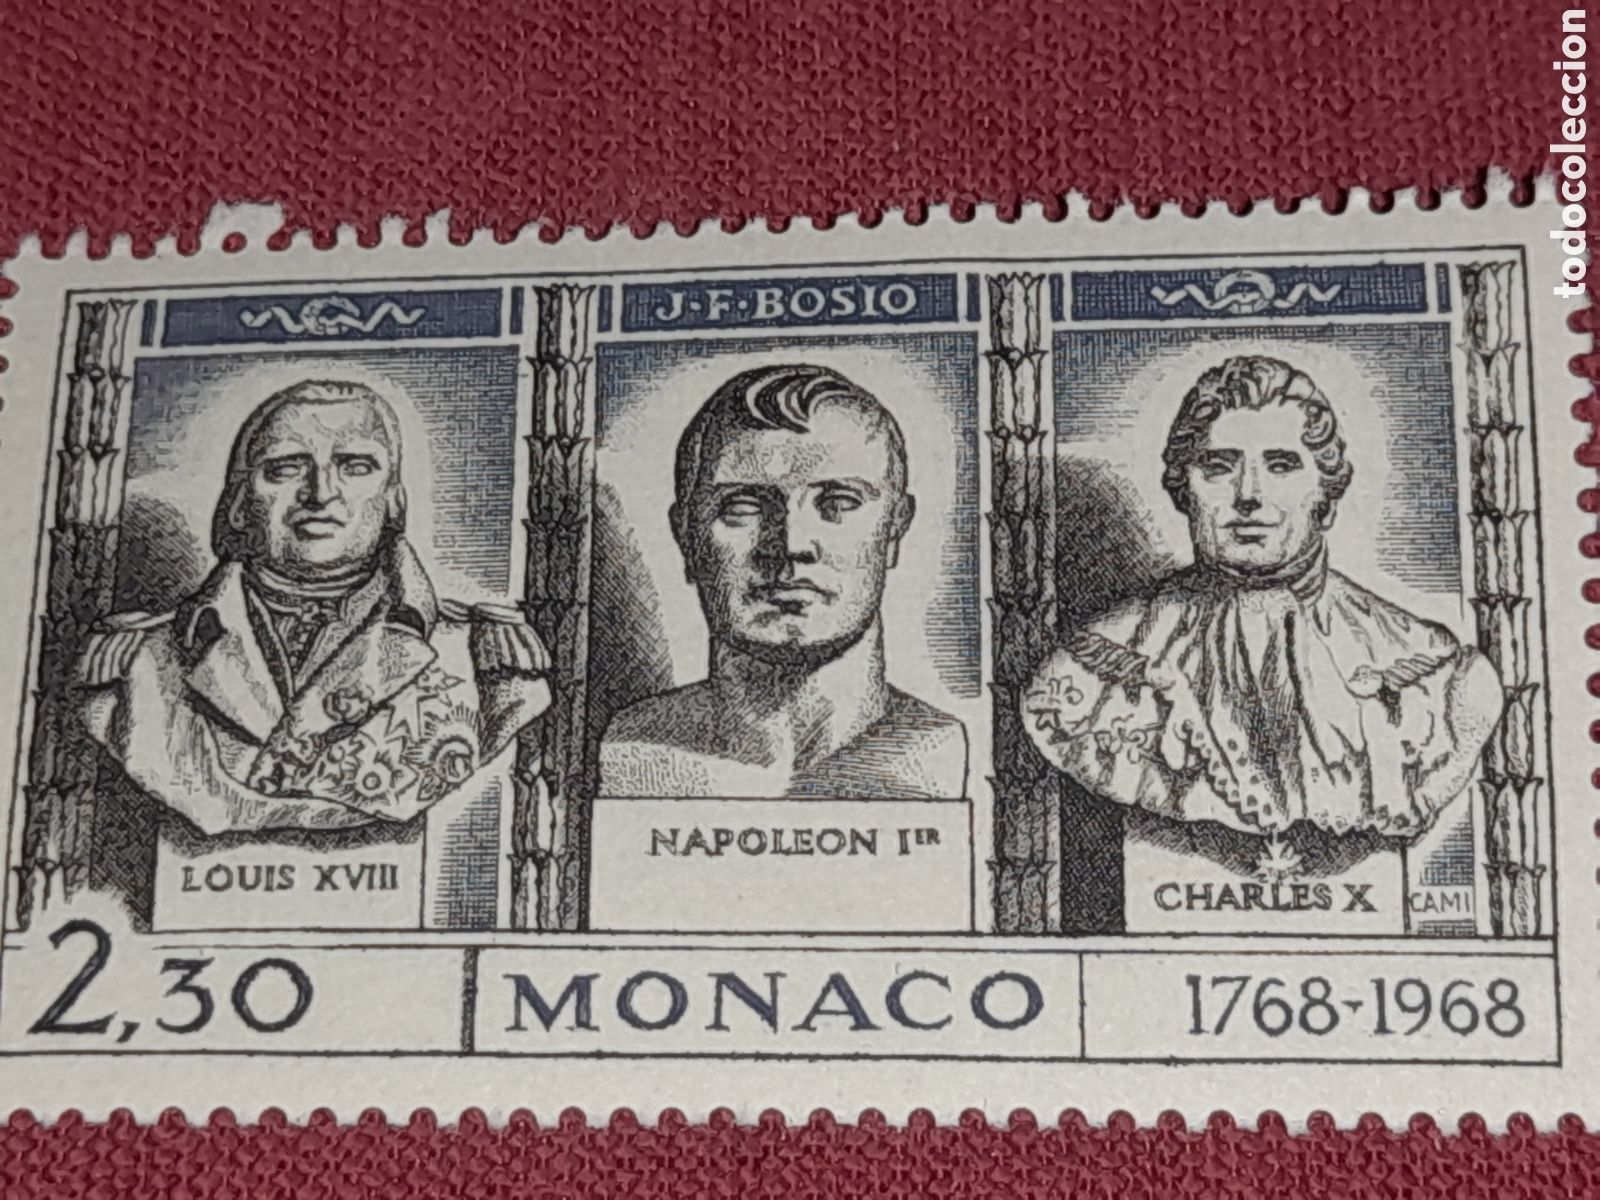 J·F·BOSIO
LOUIS XVIII
NAPOLEON IER
CHARLES X
CAMI
2,30
MONACO
1768-1968
todocoleccion